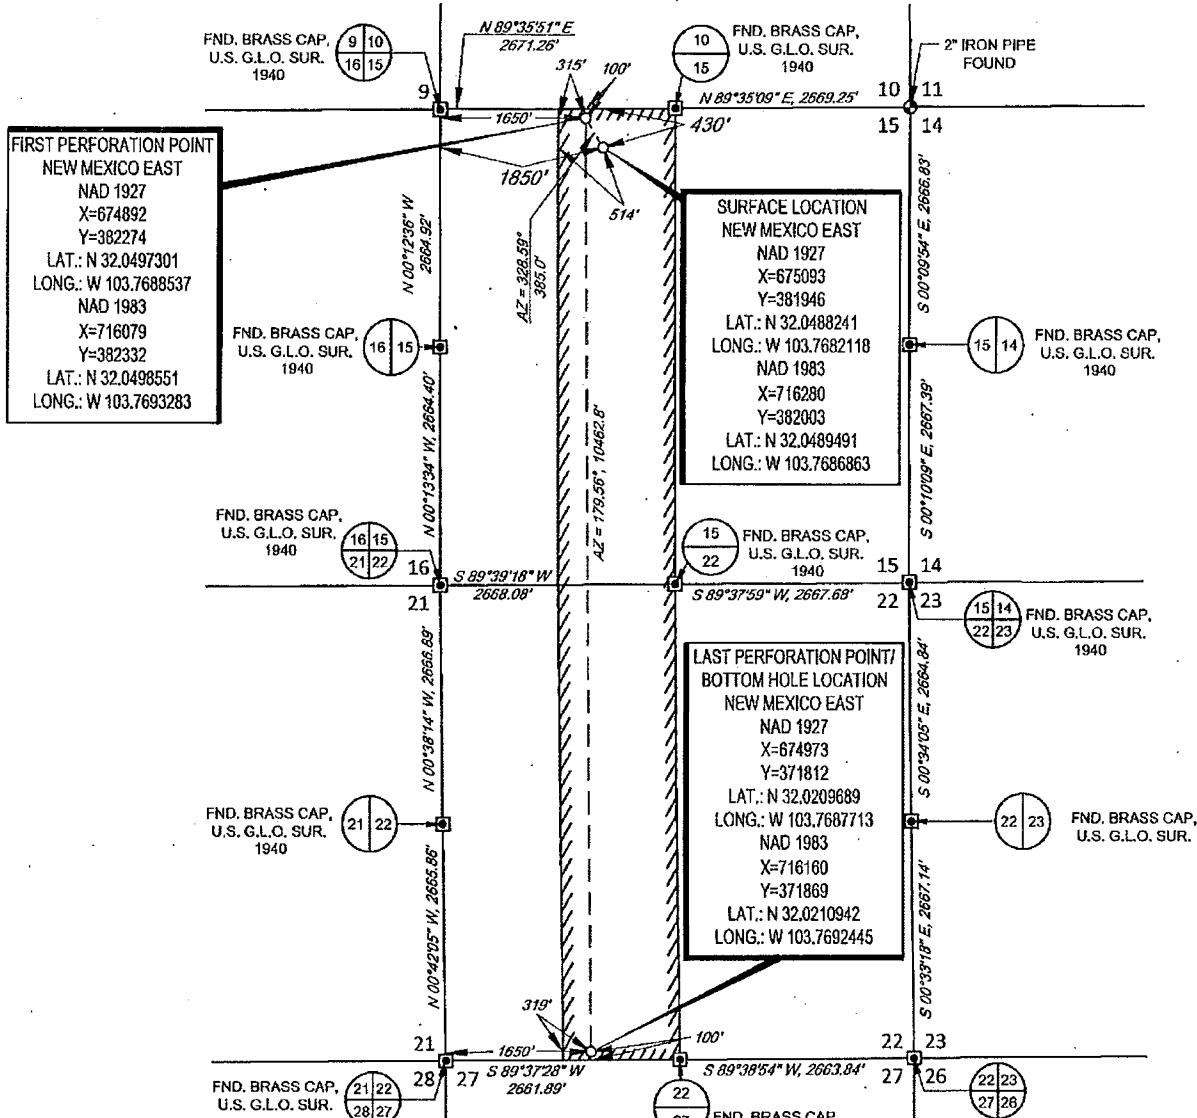 FND. BRASS CAP,
U.S. G.L.O. SUR.
1940
9 10
16 15
N 89°35'51" E
2671.26'
315'
100'
10
15
FND. BRASS CAP,
U.S. G.L.O. SUR.
1940
N 89°35'09" E, 2669.25'
2" IRON PIPE
FOUND
9
10 11
15 14
1650'
430'
1850'
514'
FIRST PERFORATION POINT
NEW MEXICO EAST
NAD 1927
X=674892
Y=382274
LAT.: N 32.0497301
LONG.: W 103.7688537
NAD 1983
X=716079
Y=382332
LAT.: N 32.0498551
LONG.: W 103.7693283
N 00°12'36" W
2664.92'
AZ = 328.59°
385.0'
SURFACE LOCATION
NEW MEXICO EAST
NAD 1927
X=675093
Y=381946
LAT.: N 32.0488241
LONG.: W 103.7682118
NAD 1983
X=716280
Y=382003
LAT.: N 32.0489491
LONG.: W 103.7686863
S 00°09'54" E, 2666.83'
FND. BRASS CAP,
U.S. G.L.O. SUR.
1940
16 15
15 14
FND. BRASS CAP,
U.S. G.L.O. SUR.
1940
N 00°13'34" W, 2664.40'
AZ = 179.56°, 10462.8'
S 00°10'09" E, 2667.39'
FND. BRASS CAP,
U.S. G.L.O. SUR.
1940
16 15
21 22
16
21
S 89°39'18" W
2668.08'
15
22
FND. BRASS CAP,
U.S. G.L.O. SUR.
1940
S 89°37'59" W, 2667.68'
15 14
22 23
15 14
22 23
FND. BRASS CAP,
U.S. G.L.O. SUR.
1940
N 00°38'14" W, 2666.69'
LAST PERFORATION POINT/
BOTTOM HOLE LOCATION
NEW MEXICO EAST
NAD 1927
X=674973
Y=371812
LAT.: N 32.0209689
LONG.: W 103.7687713
NAD 1983
X=716160
Y=371869
LAT.: N 32.0210942
LONG.: W 103.7692445
S 00°34'05" E, 2664.84'
FND. BRASS CAP,
U.S. G.L.O. SUR.
1940
21 22
22 23
FND. BRASS CAP,
U.S. G.L.O. SUR.
N 00°42'05" W, 2665.86'
S 00°33'18" E, 2667.14'
319'
100'
1650'
21
28 27
S 89°37'28" W
2661.89'
S 89°38'54" W, 2663.84'
22 23
27 26
FND. BRASS CAP,
U.S. G.L.O. SUR.
21 22
28 27
22
FND. BRASS CAP,
22 23
27 26